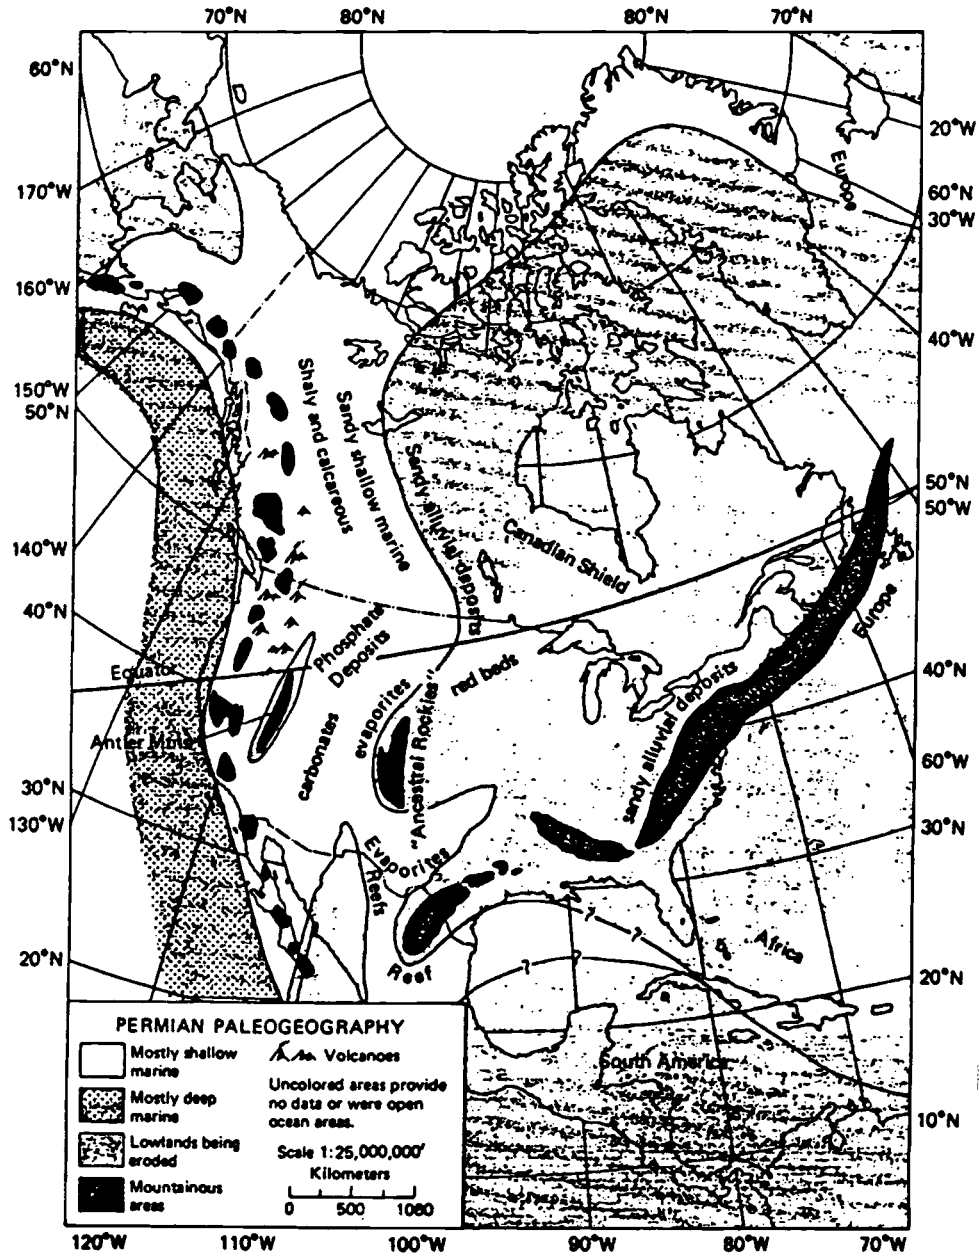 70°N
80°N
80°N
70°N
60°N
20°W
170°W
Europe
60°N
30°W
160°W
40°W
150°W
50°N
Shaly and calcareous
Sandy shallow marine
Sandy alluvial deposits
Canadian Shield
50°N
50°W
140°W
40°N
Phosphate
Deposits
Europe
Equator
red beds
40°N
evaporites
"Ancestral Rockies"
carbonates
sandy alluvial deposits
Antler Mtns
60°W
30°N
130°W
30°N
Evaporites
Reefs
?
?
Africa
20°N
Reef
20°N
PERMIAN PALEOGEOGRAPHY
Mostly shallow
marine
Volcanoes
Mostly deep
marine
Uncolored areas provide
no data or were open
ocean areas.
Lowlands being
eroded
Scale 1:25,000,000'
Kilometers
Mountainous
areas
0 500 1000
South America
10°N
120°W
110°W
100°W
90°W
80°W
70°W